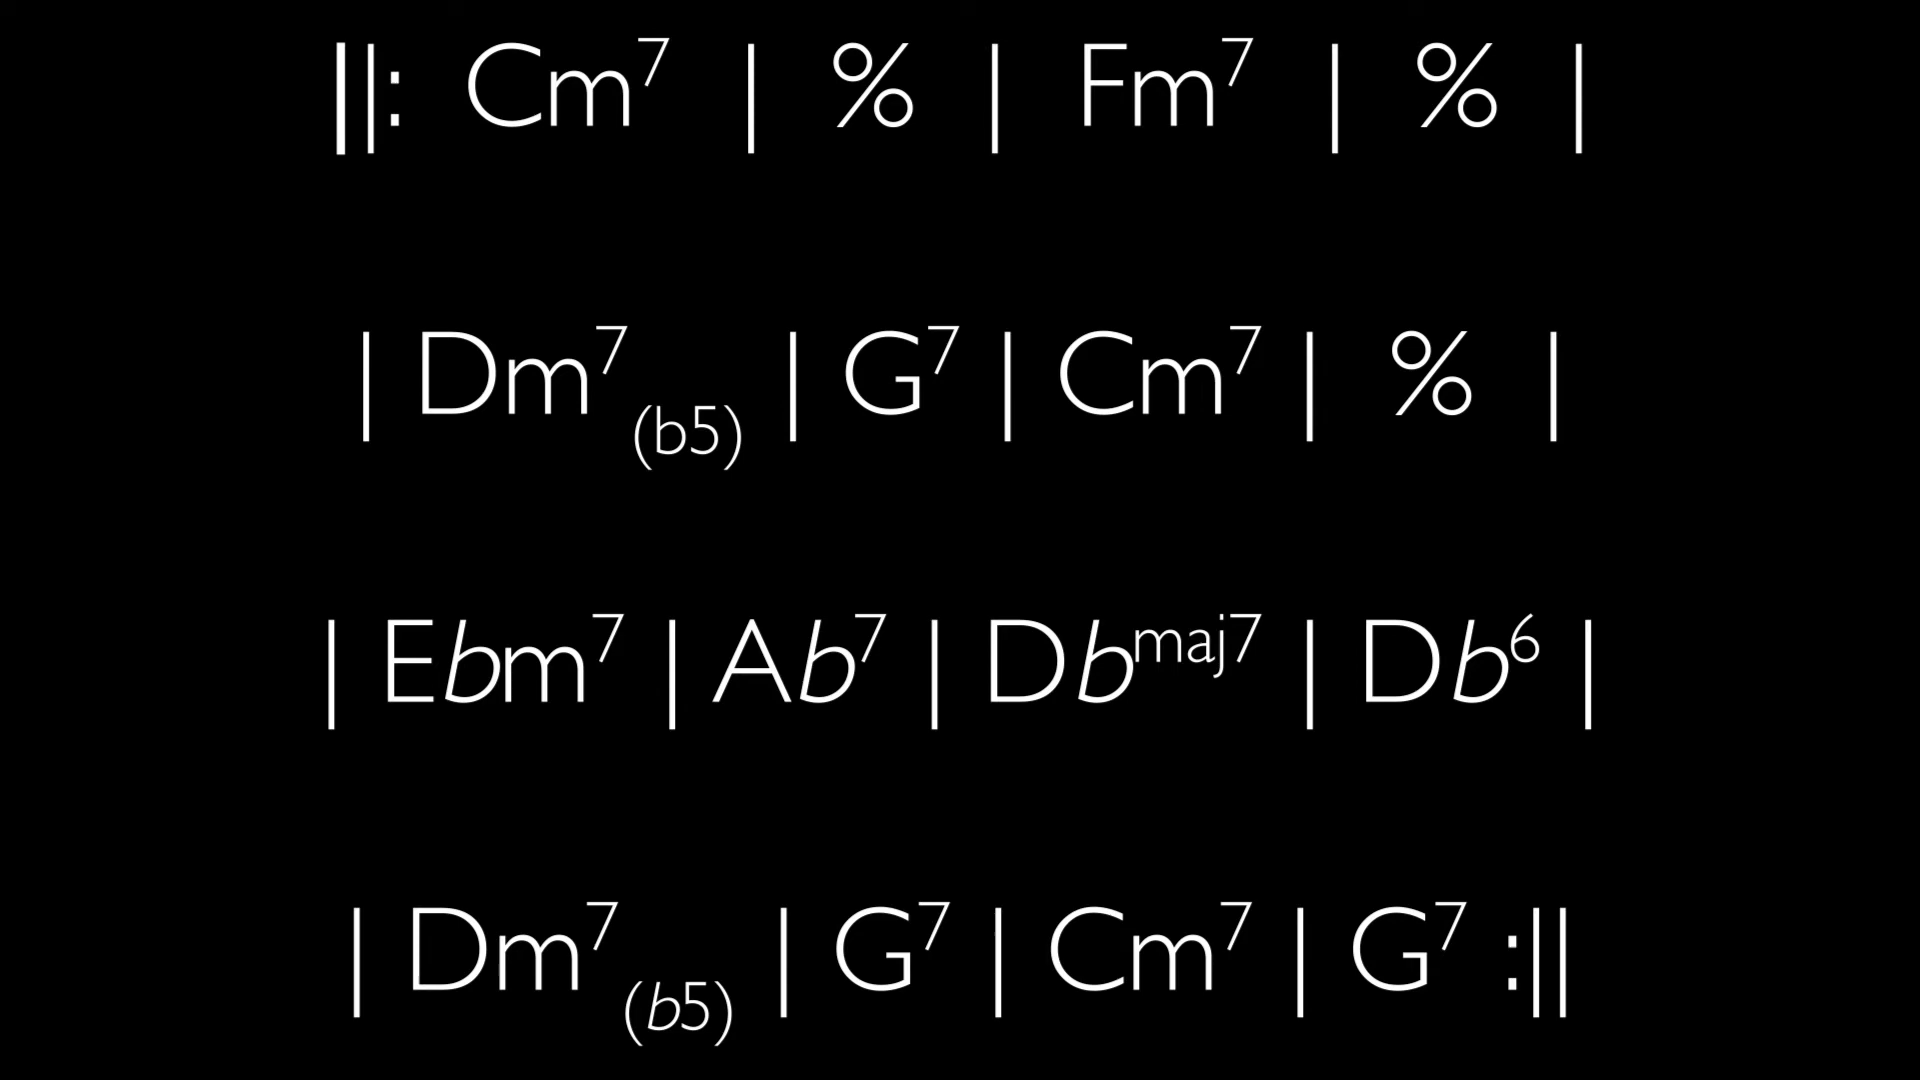 ||: Cm7 | % | Fm7 | % |
| Dm7(b5) | G7 | Cm7 | % |
| Ebm7 | Ab7 | Dbmaj7 | Db6 |
| Dm7(b5) | G7 | Cm7 | G7 :||